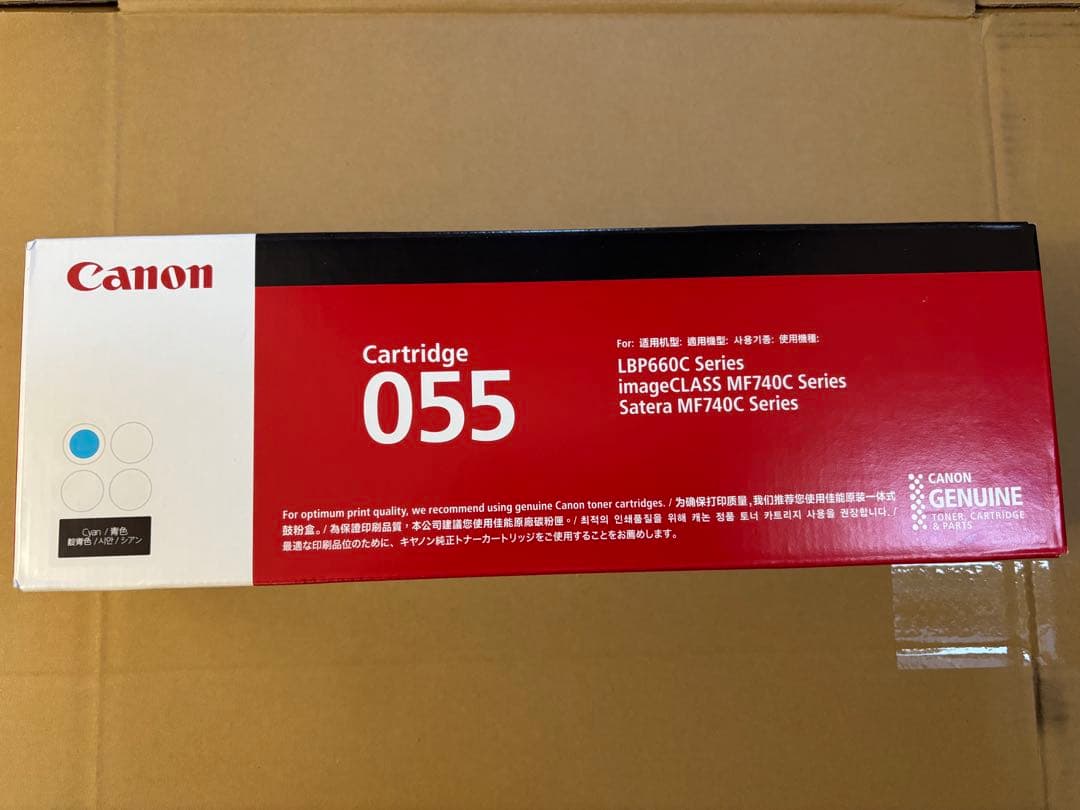 Canon
Cartridge
055
For: 适用机型: 適用機型: 사용기종: 使用機種:
LBP660C Series
imageCLASS MF740C Series
Satera MF740C Series
Cyan / 青色
靛青色 / 시안 / シアン
For optimum print quality, we recommend using genuine Canon toner cartridges. / 为确保打印质量,我们推荐您使用佳能原装一体式
鼓粉盒。/ 為保證印刷品質,本公司建議您使用佳能原廠碳粉匣。/ 최적의 인쇄품질을 위해 캐논 정품 토너 카트리지 사용을 권장합니다. /
最適な印刷品位のために、キヤノン純正トナーカートリッジをご使用することをお薦めします。
CANON
GENUINE
TONER, CARTRIDGE
& PARTS